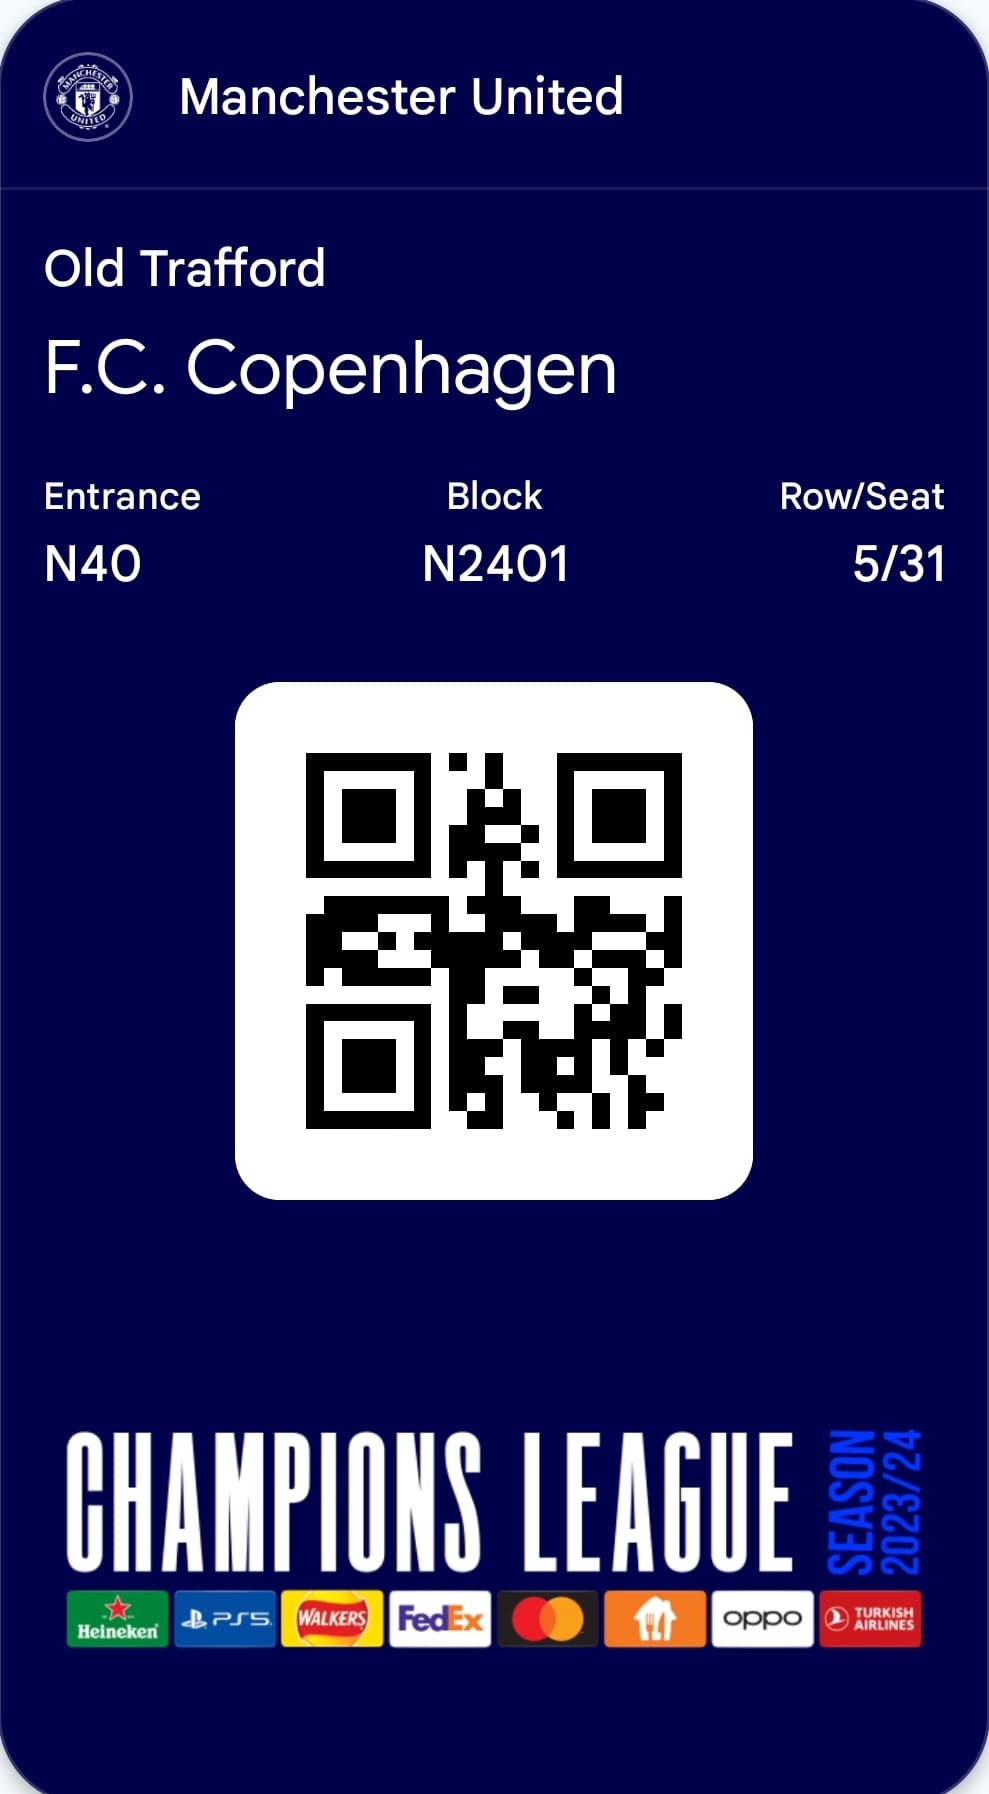 MANCHESTER
UNITED
Manchester United
Old Trafford
F.C. Copenhagen
Entrance Block Row/Seat
N40 N2401 5/31
CHAMPIONS LEAGUE
SEASON
2023/24
Heineken PS5 WALKERS FedEx oppo TURKISH
AIRLINES